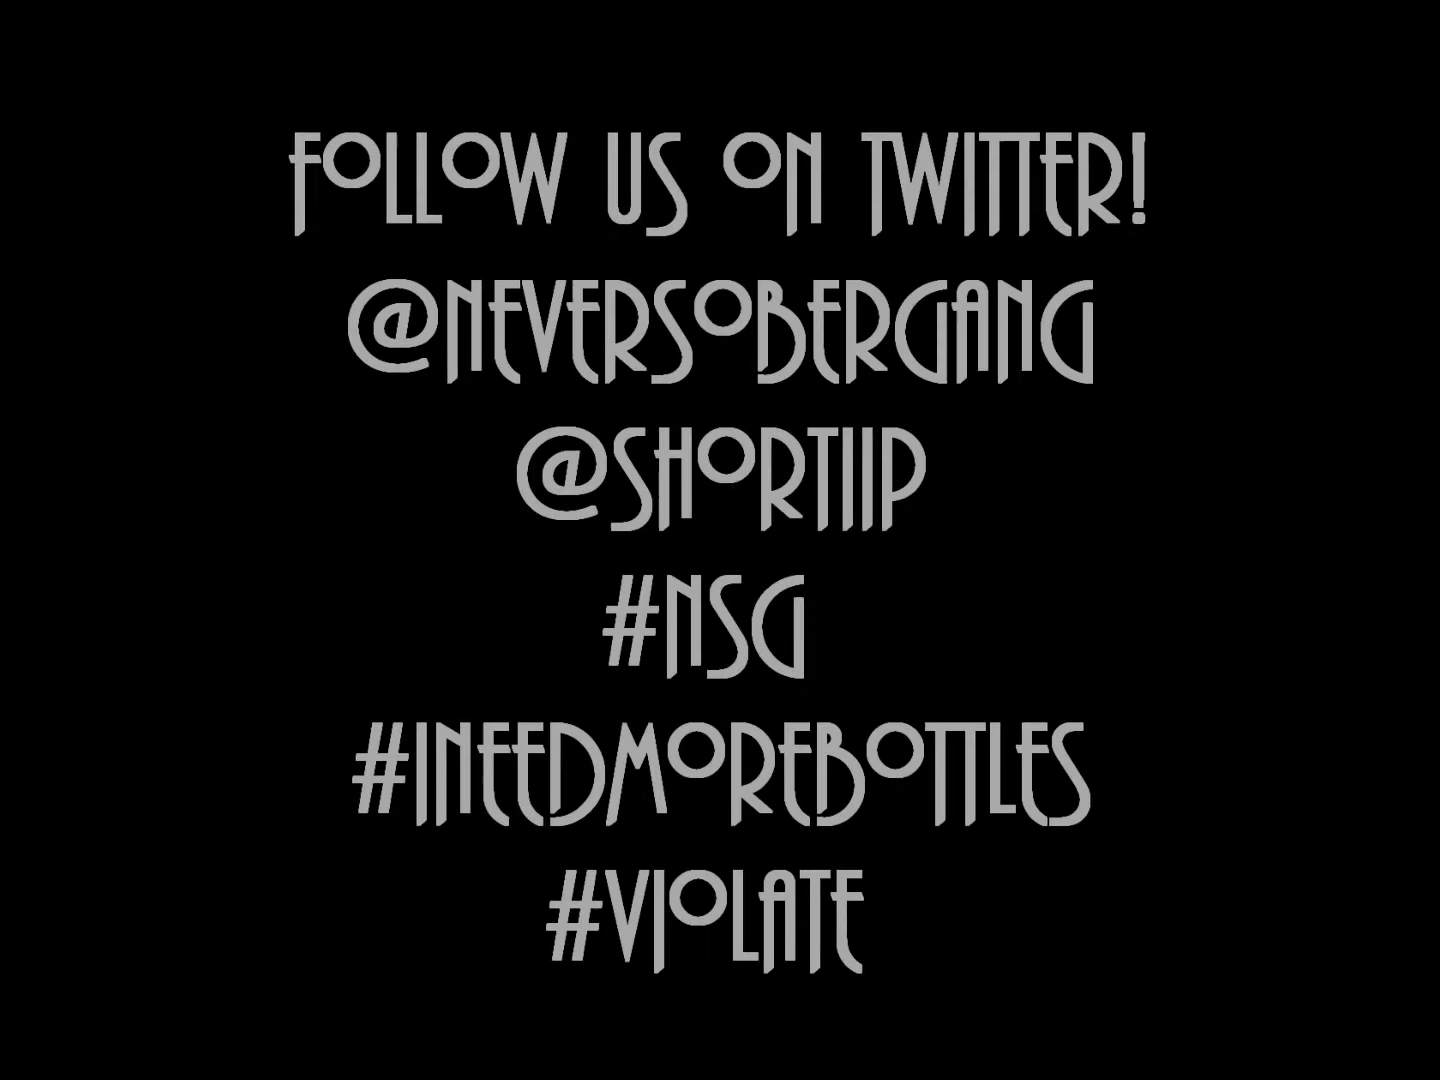 FOLLOW US ON TWITTER!
@NEVERSOBERGANG
@SHORTIIP
#NSG
#INEEDMOREBOTTLES
#VIOLATE